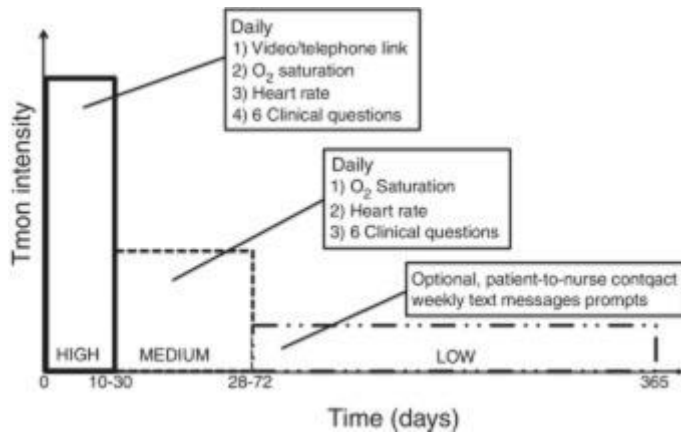 Daily
1) Video/telephone link
2) O₂ saturation
3) Heart rate
4) 6 Clinical questions
Daily
1) O₂ Saturation
2) Heart rate
3) 6 Clinical questions
Optional, patient-to-nurse contqact
weekly text messages prompts
Tmon intensity
HIGH
MEDIUM
LOW
0
10-30
28-72
365
Time (days)